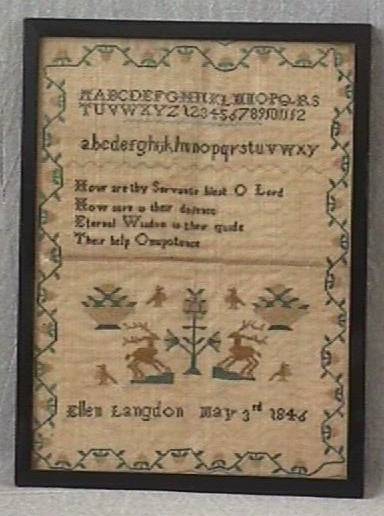 ABCDEFGHIJKLMNOPQRS
TUVWXYZ 123456789101112
abcdefghijklmnopqrstuvwxy
How are thy Servants blest O Lord
How sure is their defence
Eternal Wisdom is their guide
Their help Omnipotence
Ellen Langdon May 3rd 1846